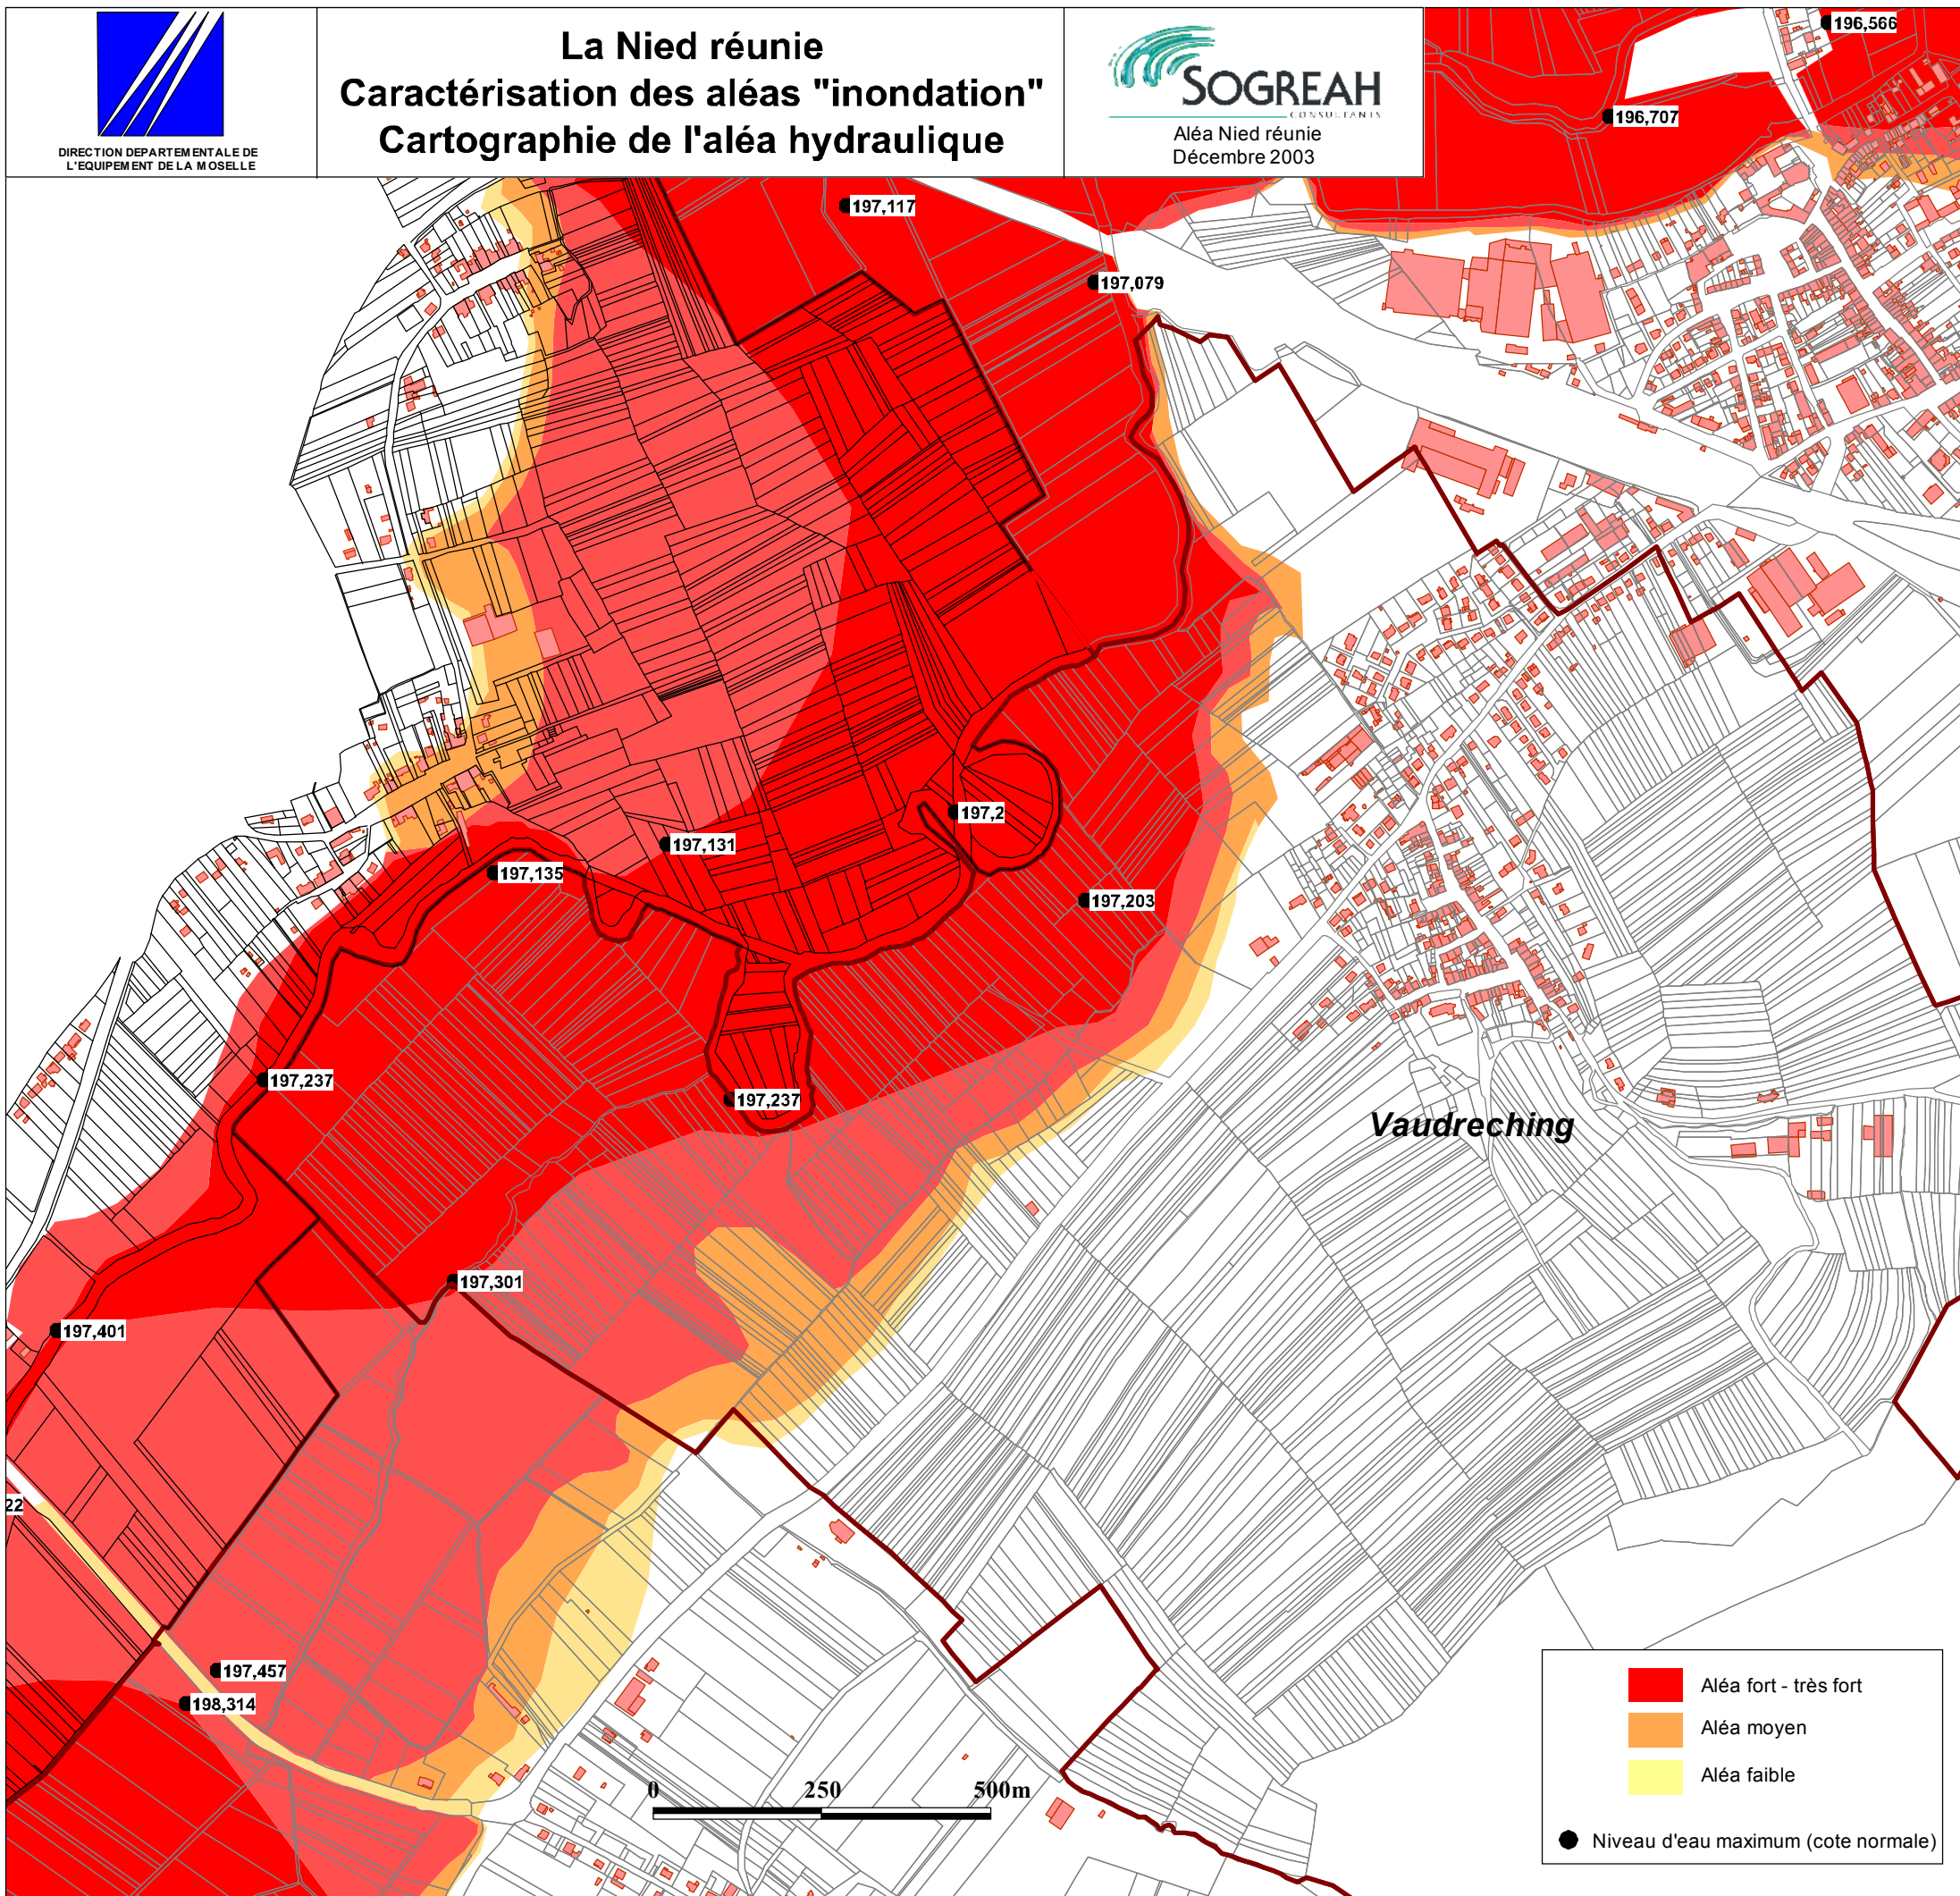 DIRECTION DEPARTEMENTALE DE
L'EQUIPEMENT DE LA MOSELLE
La Nied réunie
Caractérisation des aléas "inondation"
Cartographie de l'aléa hydraulique
SOGREAH
CONSULTANTS
Aléa Nied réunie
Décembre 2003
196,566
196,707
197,117
197,079
197,2
197,131
197,135
197,203
197,237
197,237
Vaudreching
197,301
197,401
22
197,457
198,314
0 250 500m
Aléa fort - très fort
Aléa moyen
Aléa faible
Niveau d'eau maximum (cote normale)